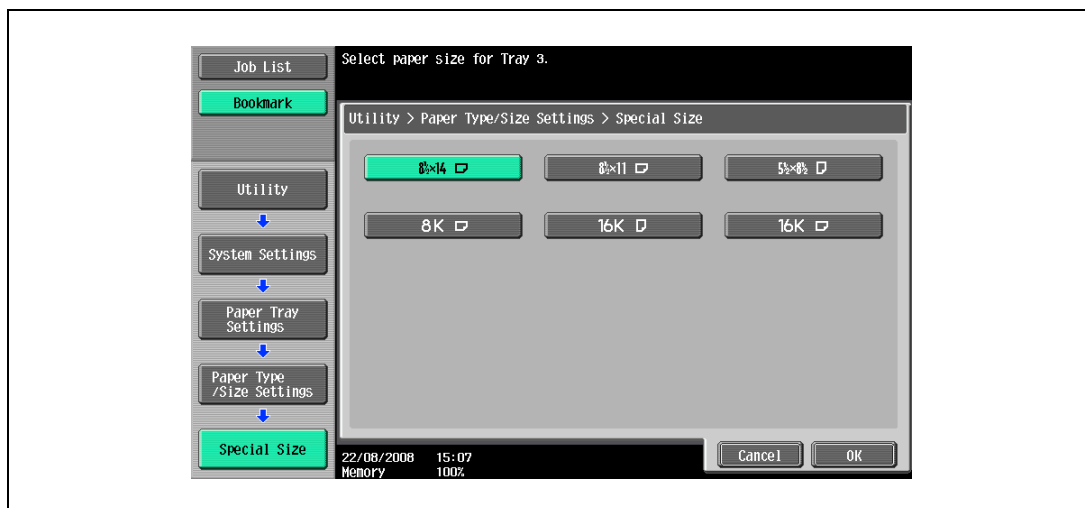 Job List
Select paper size for Tray 3.
Bookmark
Utility > Paper Type/Size Settings > Special Size
8½×14
8½×11
5½×8½
8K
16K
16K
Utility
System Settings
Paper Tray
Settings
Paper Type
/Size Settings
Special Size
22/08/2008 15:07
Memory 100%
Cancel
OK